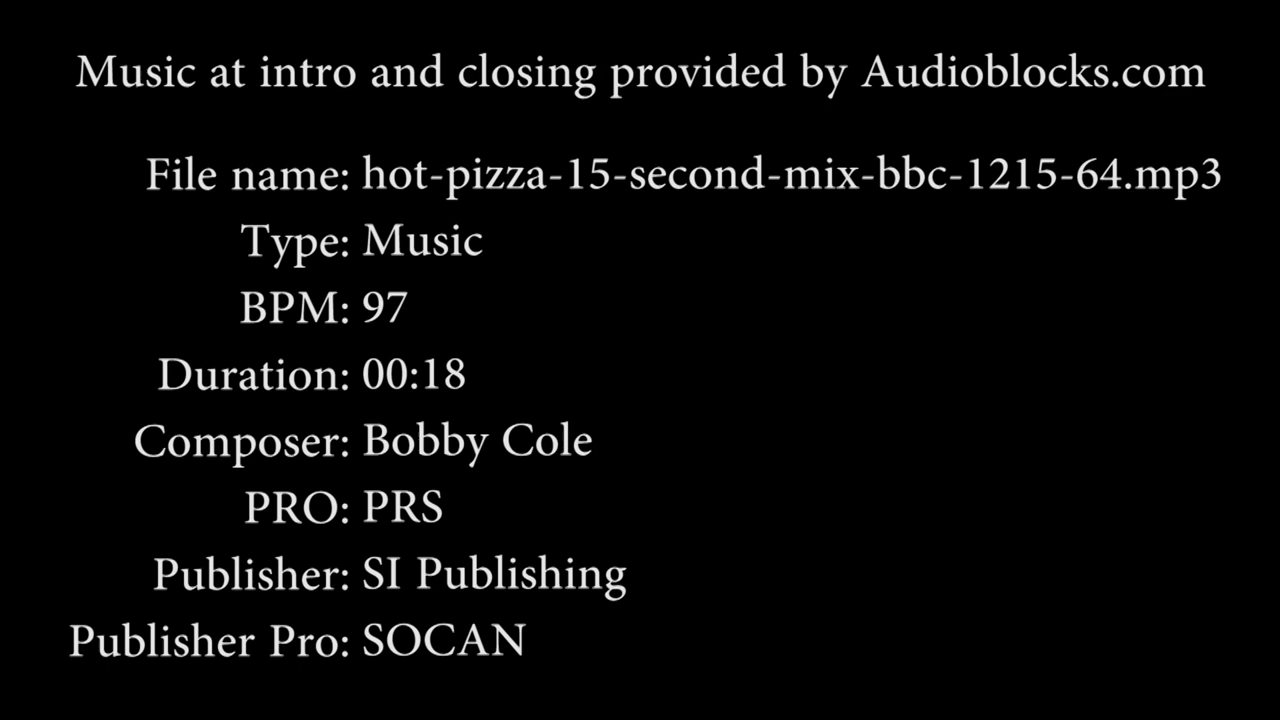 Music at intro and closing provided by Audioblocks.com
File name: hot-pizza-15-second-mix-bbc-1215-64.mp3
Type: Music
BPM: 97
Duration: 00:18
Composer: Bobby Cole
PRO: PRS
Publisher: SI Publishing
Publisher Pro: SOCAN